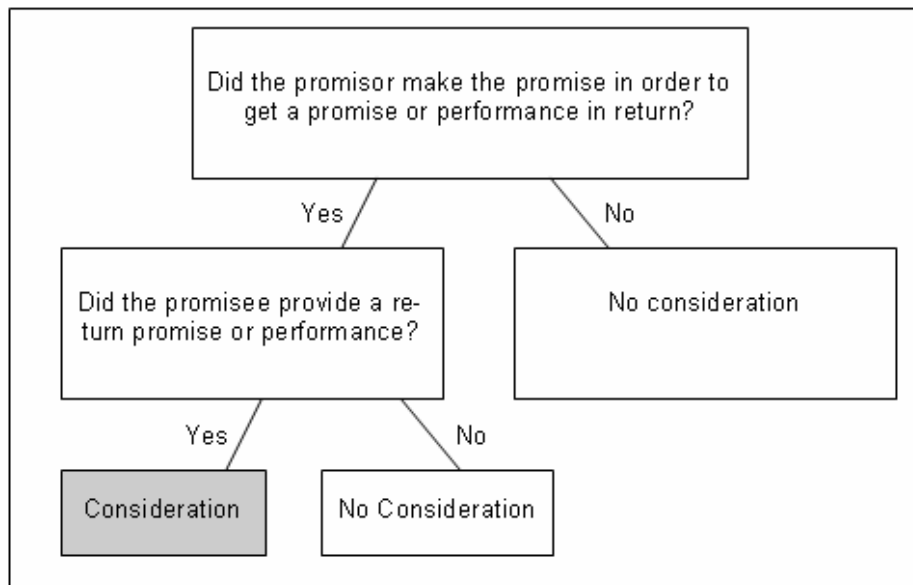 Did the promisor make the promise in order to
get a promise or performance in return?
Yes
No
Did the promisee provide a re-
turn promise or performance?
No consideration
Yes
No
Consideration
No Consideration